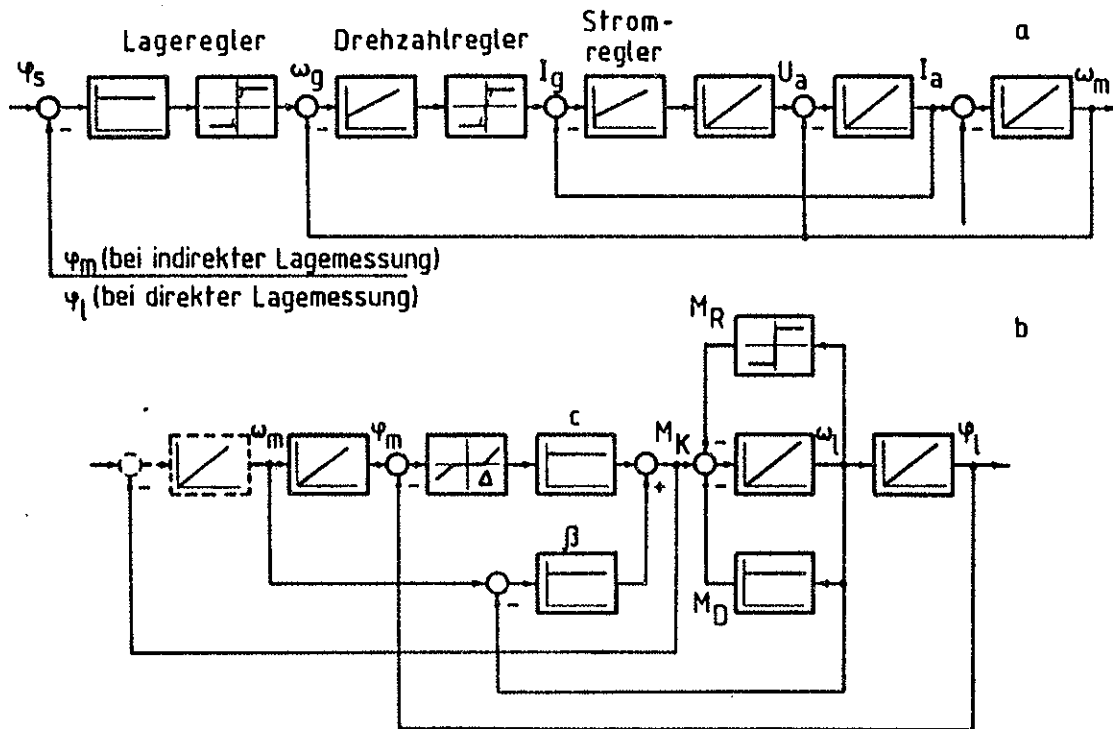 Strom-
Lageregler Drehzahlregler regler a
φs ωg Ig Ua Ia ωm
- - - - -
φm (bei indirekter Lagemessung)
φl (bei direkter Lagemessung)
MR b
ωm φm c MK ωl φl
- - Δ + - -
β
- MD